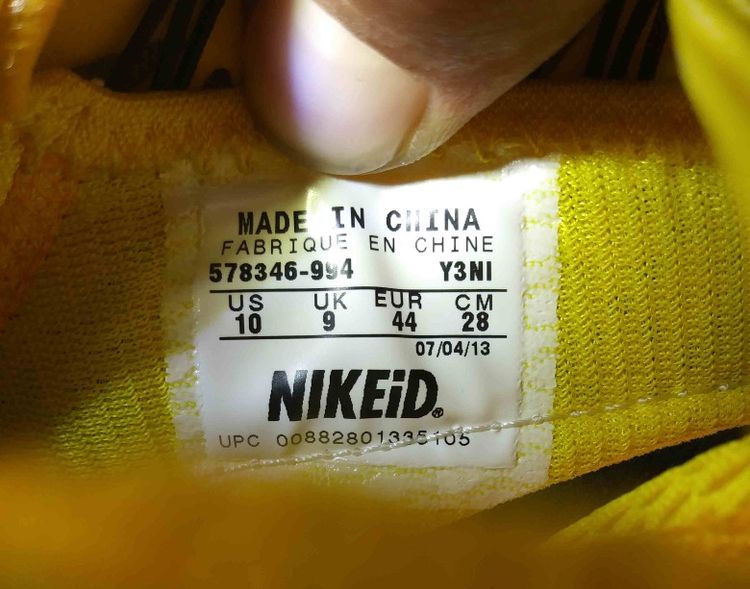 MADE IN CHINA
FABRIQUE EN CHINE
578346-994 Y3NI
US UK EUR CM
10 9 44 28
07/04/13
NIKEiD®
UPC 00882801335105